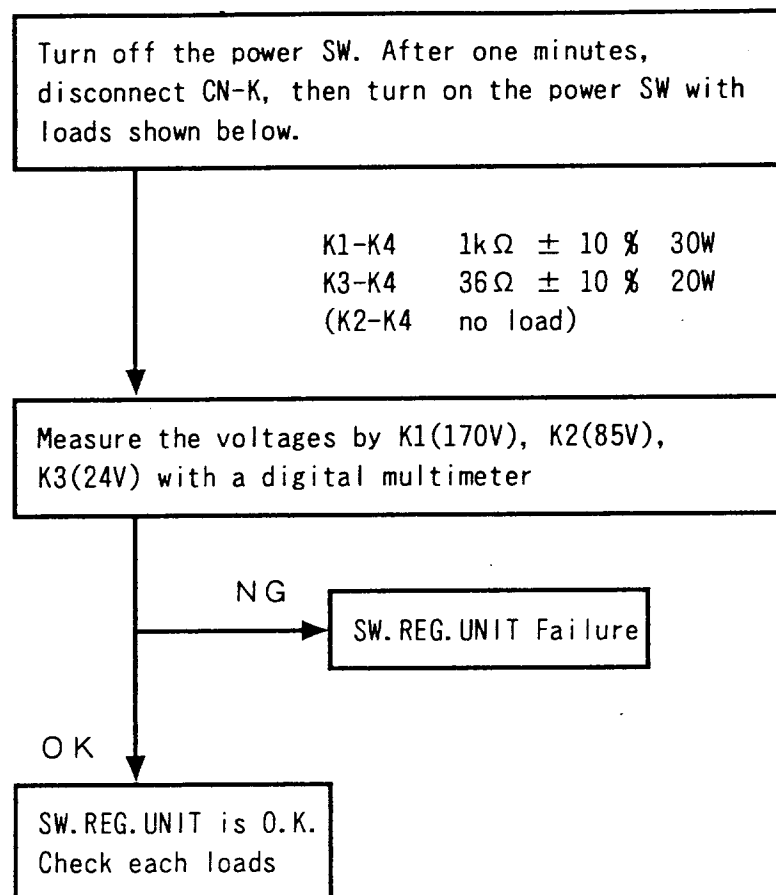 Turn off the power SW. After one minutes,
disconnect CN-K, then turn on the power SW with
loads shown below.
K1-K4 1kΩ ± 10 % 30W
K3-K4 36Ω ± 10 % 20W
(K2-K4 no load)
Measure the voltages by K1(170V), K2(85V),
K3(24V) with a digital multimeter
NG
SW.REG.UNIT Failure
OK
SW.REG.UNIT is O.K.
Check each loads